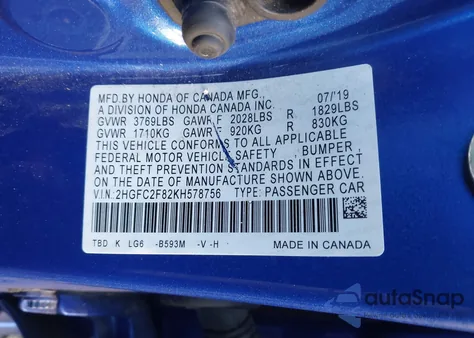 MFD.BY HONDA OF CANADA MFG., 07/'19
A DIVISION OF HONDA CANADA INC.
GVWR 3769LBS GAWR F 2028LBS R 1829LBS
GVWR 1710KG GAWR 920KG R 830KG
THIS VEHICLE CONFORMS TO ALL APPLICABLE
FEDERAL MOTOR VEHICLE SAFETY , BUMPER ,
AND THEFT PREVENTION STANDARDS IN EFFECT
ON THE DATE OF MANUFACTURE SHOWN ABOVE.
V.I.N: 2HGFC2F82KH578756 TYPE: PASSENGER CAR
TBD K LG6 -B593M -V-H MADE IN CANADA
autoSnap